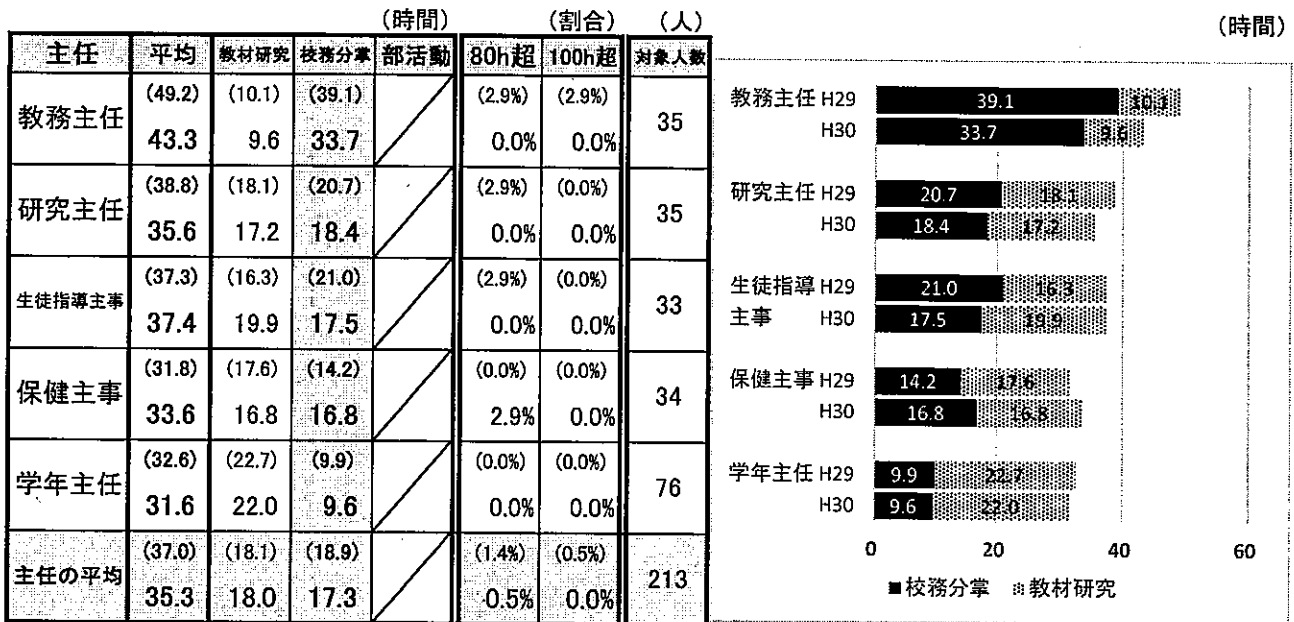 (時間) (割合) (人)
主任 平均 教材研究 校務分掌 部活動 80h超 100h超 対象人数
教務主任 (49.2) (10.1) (39.1) (2.9%) (2.9%) 35
43.3 9.6 33.7 0.0% 0.0%
研究主任 (38.8) (18.1) (20.7) (2.9%) (0.0%) 35
35.6 17.2 18.4 0.0% 0.0%
生徒指導主事 (37.3) (16.3) (21.0) (2.9%) (0.0%) 33
37.4 19.9 17.5 0.0% 0.0%
保健主事 (31.8) (17.6) (14.2) (0.0%) (0.0%) 34
33.6 16.8 16.8 2.9% 0.0%
学年主任 (32.6) (22.7) (9.9) (0.0%) (0.0%) 76
31.6 22.0 9.6 0.0% 0.0%
主任の平均 (37.0) (18.1) (18.9) (1.4%) (0.5%) 213
35.3 18.0 17.3 0.5% 0.0%
(時間)
教務主任 H29 39.1 10.1
H30 33.7 9.6
研究主任 H29 20.7 18.1
H30 18.4 17.2
生徒指導 H29 21.0 16.3
主事 H30 17.5 19.9
保健主事 H29 14.2 17.6
H30 16.8 16.8
学年主任 H29 9.9 22.7
H30 9.6 22.0
0 20 40 60
■校務分掌 ※教材研究